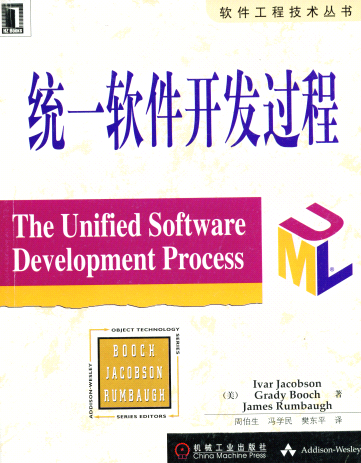 软件工程技术丛书
统一软件开发过程
The Unified Software
Development Process
UML
®
ADDISON-WESLEY
OBJECT TECHNOLOGY
SERIES
BOOCH
JACOBSON
RUMBAUGH
SERIES EDITORS
Ivar Jacobson
(美) Grady Booch 著
James Rumbaugh
周伯生 冯学民 樊东平 译
机械工业出版社
China Machine Press
Addison-Wesley